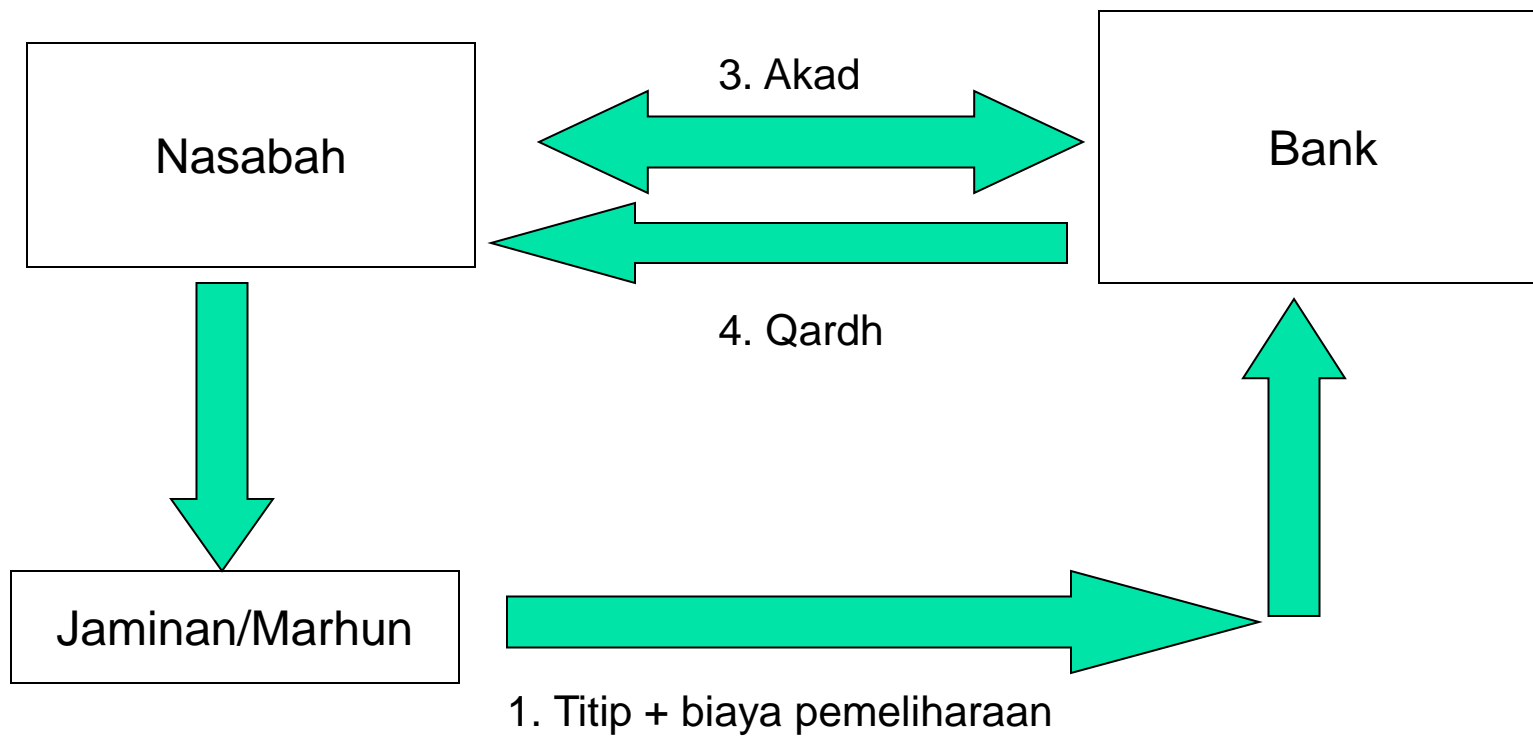 3. Akad
Nasabah
Bank
4. Qardh
Jaminan/Marhun
1. Titip + biaya pemeliharaan